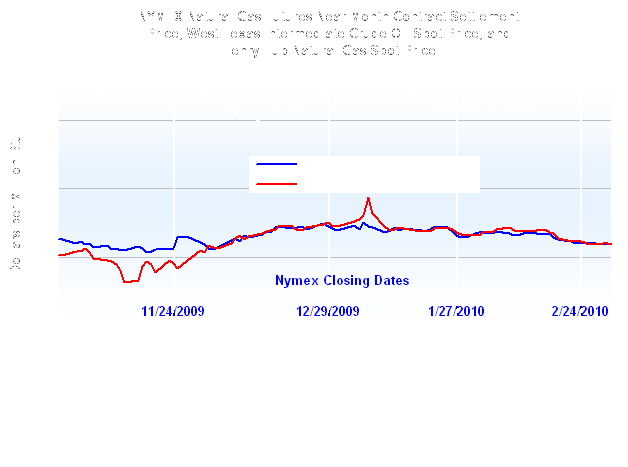 NYMEX Natural Gas Futures Near Month Contract Settlement
Price, West Texas Intermediate Crude Oil Spot Price, and
Henry Hub Natural Gas Spot Price
Nymex Closing Dates
11/24/2009 12/29/2009 1/27/2010 2/24/2010